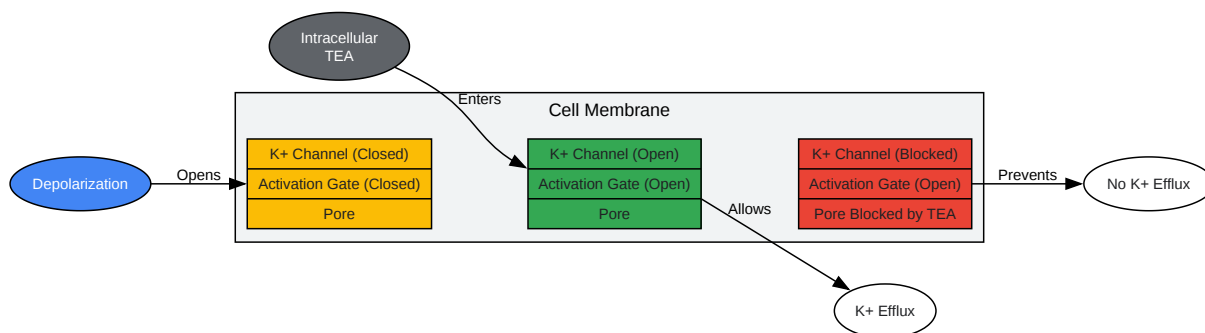 Intracellular
TEA
Enters
Cell Membrane
Depolarization
Opens
K+ Channel (Closed)
Activation Gate (Closed)
Pore
K+ Channel (Open)
Activation Gate (Open)
Pore
Allows
K+ Channel (Blocked)
Activation Gate (Open)
Pore Blocked by TEA
Prevents
No K+ Efflux
K+ Efflux